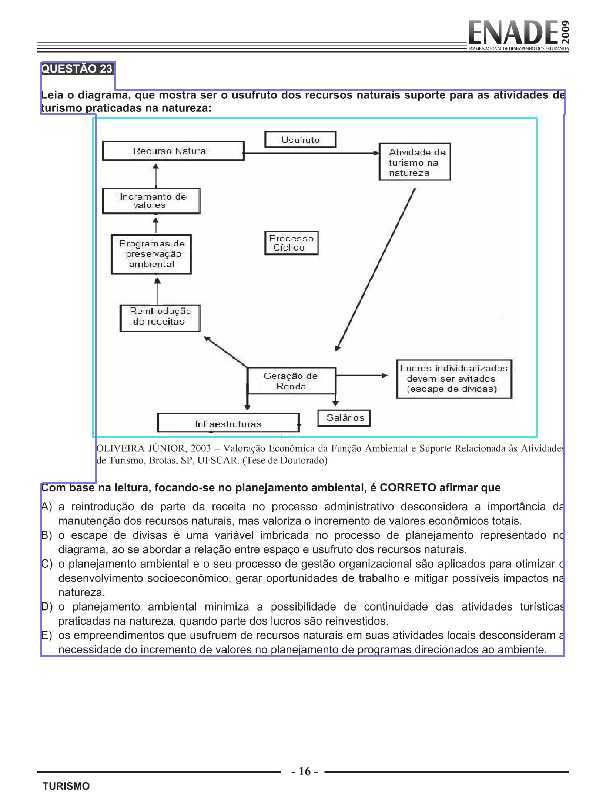 ENADE 2009
QUESTÃO 23
Leia o diagrama, que mostra ser o usufruto dos recursos naturais suporte para as atividades de
turismo praticadas na natureza:
Usufruto
Recurso Natural
Atividade de
turismo na
natureza
Incremento de
valores
Programas de
preservação
ambiental
Processo
Cíclico
Reintrodução
de receitas
Geração de
Renda
Lucros individualizados
devem ser evitados
(escape de dívidas)
Salários
Infraestruturas
OLIVEIRA JÚNIOR, 2003 – Valoração Econômica da Função Ambiental e Suporte Relacionada às Atividades
de Turismo, Brotas, SP, UFSCAR. (Tese de Doutorado)
Com base na leitura, focando-se no planejamento ambiental, é CORRETO afirmar que
A) a reintrodução de parte da receita no processo administrativo desconsidera a importância da
manutenção dos recursos naturais, mas valoriza o incremento de valores econômicos totais.
B) o escape de divisas é uma variável imbricada no processo de planejamento representado no
diagrama, ao se abordar a relação entre espaço e usufruto dos recursos naturais.
C) o planejamento ambiental e o seu processo de gestão organizacional são aplicados para otimizar o
desenvolvimento socioeconômico, gerar oportunidades de trabalho e mitigar possíveis impactos na
natureza.
D) o planejamento ambiental minimiza a possibilidade de continuidade das atividades turísticas
praticadas na natureza, quando parte dos lucros são reinvestidos.
E) os empreendimentos que usufruem de recursos naturais em suas atividades locais desconsideram a
necessidade do incremento de valores no planejamento de programas direcionados ao ambiente.
- 16 -
TURISMO